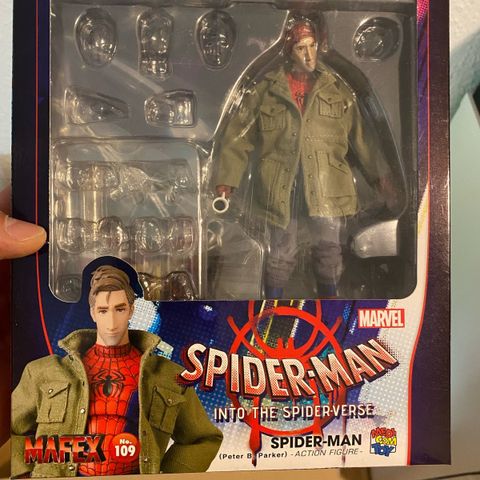 MARVEL
SPIDER-MAN
INTO THE SPIDER-VERSE
SPIDER-MAN
(Peter B. Parker) -ACTION FIGURE-
MAFEX No. 109
MEDICOM TOY